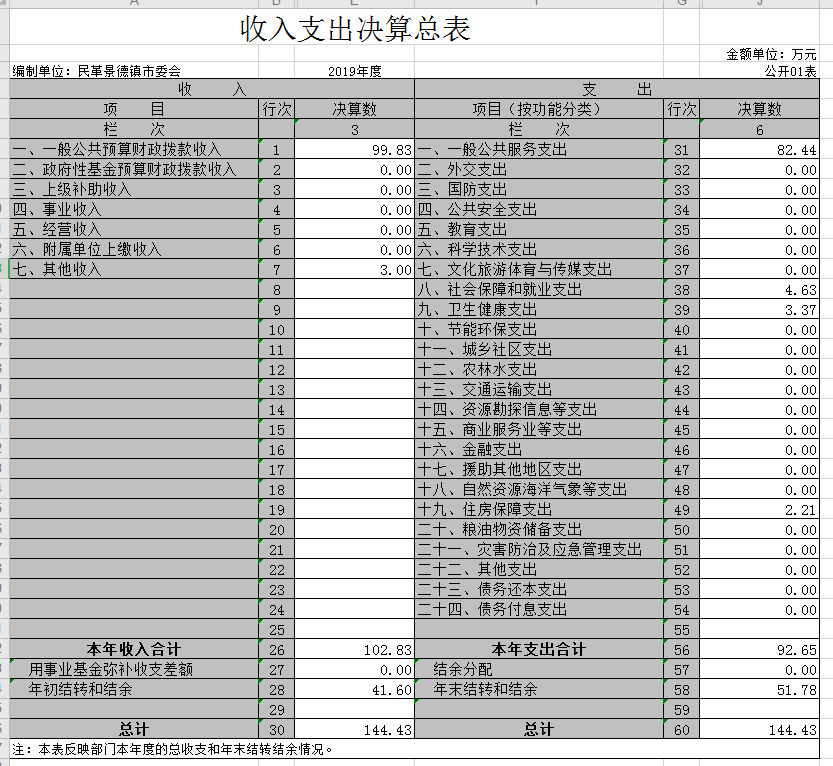 收入支出决算总表
金额单位：万元
编制单位：民革景德镇市委会 2019年度 公开01表
收 入 支 出
项 目 行次 决算数 项目（按功能分类） 行次 决算数
栏 次 3 栏 次 6
一、一般公共预算财政拨款收入 1 99.83 一、一般公共服务支出 31 82.44
二、政府性基金预算财政拨款收入 2 0.00 二、外交支出 32 0.00
三、上级补助收入 3 0.00 三、国防支出 33 0.00
四、事业收入 4 0.00 四、公共安全支出 34 0.00
五、经营收入 5 0.00 五、教育支出 35 0.00
六、附属单位上缴收入 6 0.00 六、科学技术支出 36 0.00
七、其他收入 7 3.00 七、文化旅游体育与传媒支出 37 0.00
8 八、社会保障和就业支出 38 4.63
9 九、卫生健康支出 39 3.37
10 十、节能环保支出 40 0.00
11 十一、城乡社区支出 41 0.00
12 十二、农林水支出 42 0.00
13 十三、交通运输支出 43 0.00
14 十四、资源勘探信息等支出 44 0.00
15 十五、商业服务业等支出 45 0.00
16 十六、金融支出 46 0.00
17 十七、援助其他地区支出 47 0.00
18 十八、自然资源海洋气象等支出 48 0.00
19 十九、住房保障支出 49 2.21
20 二十、粮油物资储备支出 50 0.00
21 二十一、灾害防治及应急管理支出 51 0.00
22 二十二、其他支出 52 0.00
23 二十三、债务还本支出 53 0.00
24 二十四、债务付息支出 54 0.00
25 55
本年收入合计 26 102.83 本年支出合计 56 92.65
用事业基金弥补收支差额 27 0.00 结余分配 57 0.00
年初结转和结余 28 41.60 年末结转和结余 58 51.78
29 59
总计 30 144.43 总计 60 144.43
注：本表反映部门本年度的总收支和年末结转结余情况。